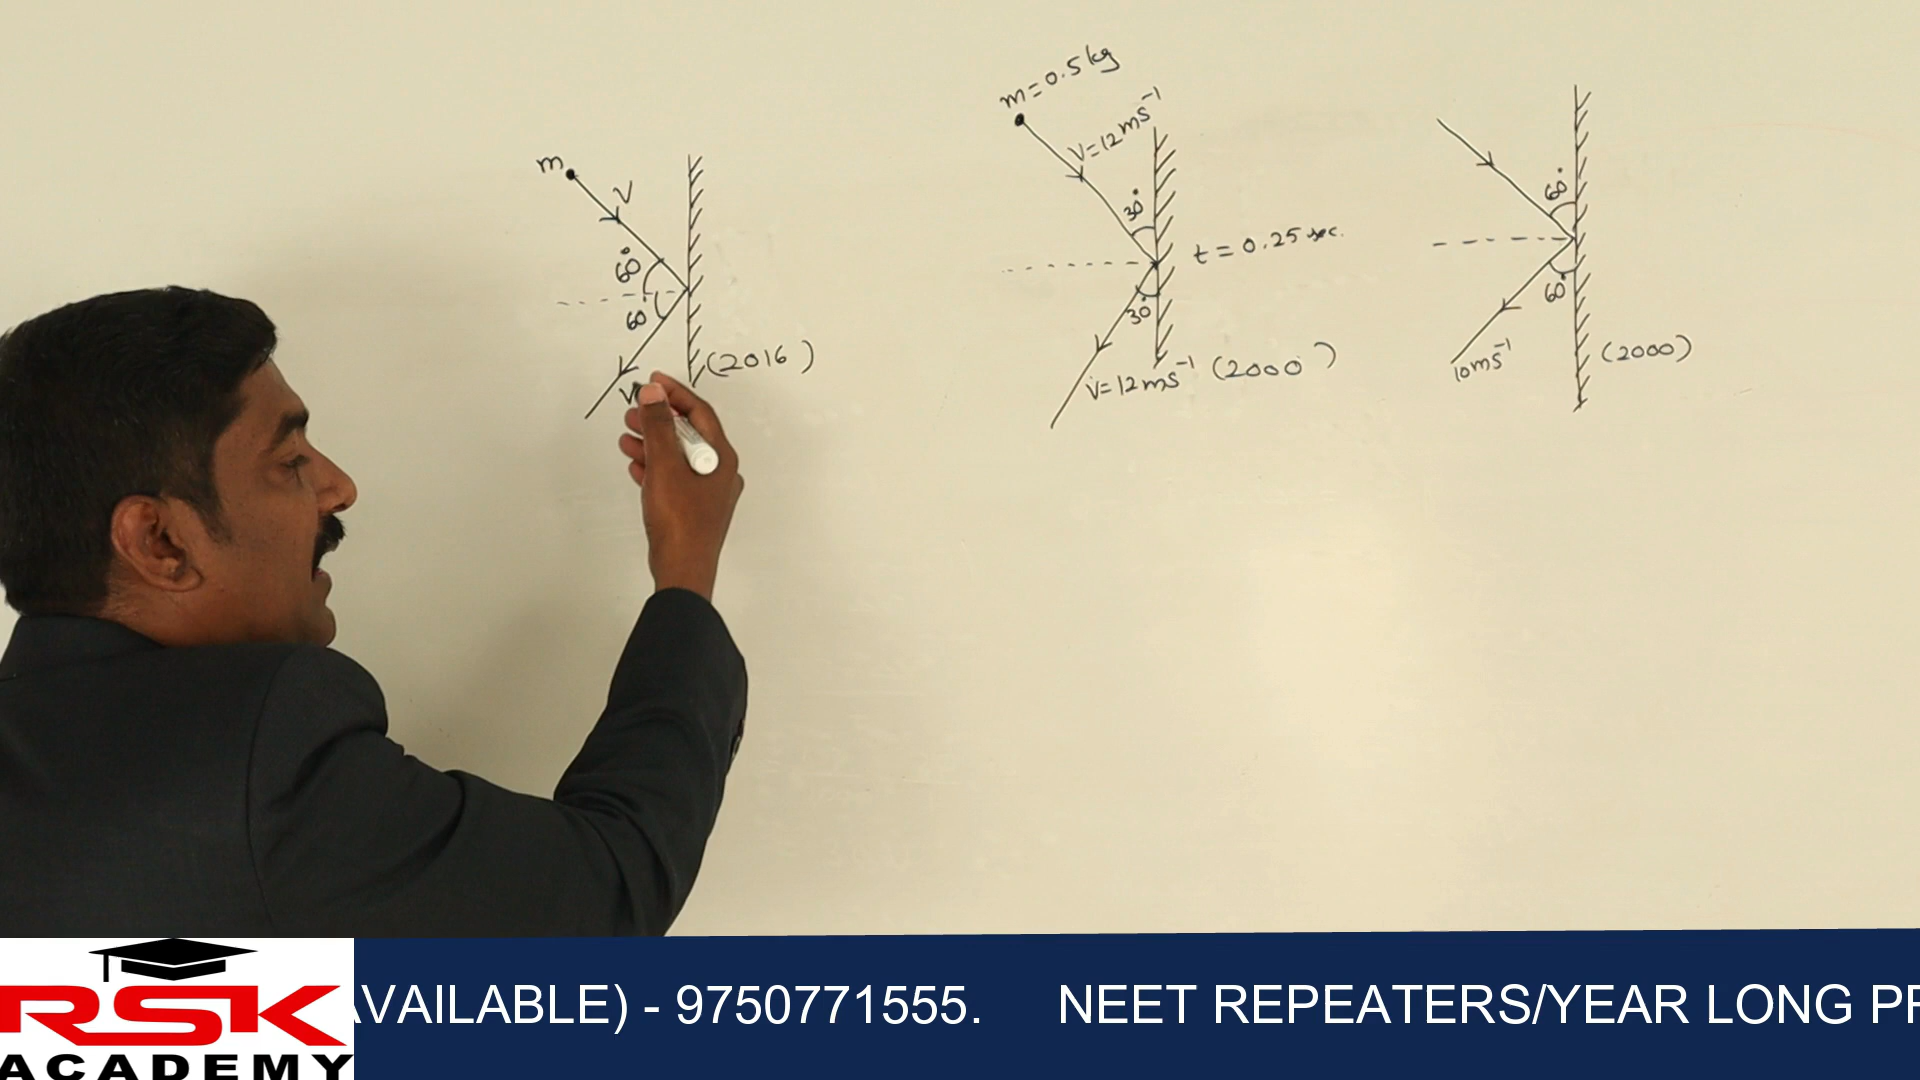 m
V
60°
60°
V
(2016)
m=0.5kg
V=12ms⁻¹
30°
30°
t = 0.25 sec.
V=12ms⁻¹ (2000)
60°
60°
10ms⁻¹
(2000)
RSK
ACADEMY
AVAILABLE) - 9750771555. NEET REPEATERS/YEAR LONG PR